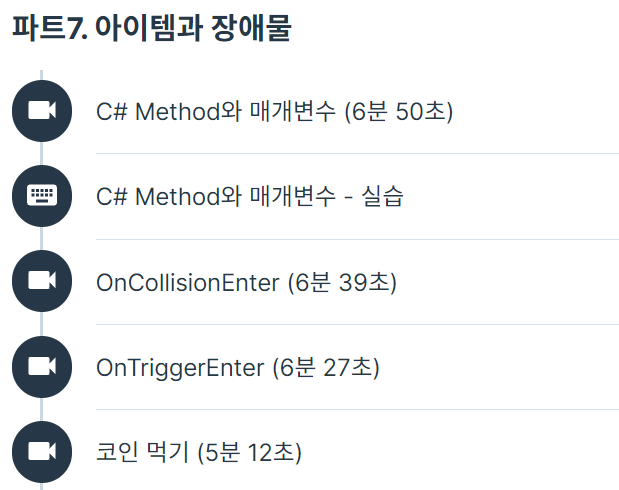 파트7. 아이템과 장애물
C# Method와 매개변수 (6분 50초)
C# Method와 매개변수 - 실습
OnCollisionEnter (6분 39초)
OnTriggerEnter (6분 27초)
코인 먹기 (5분 12초)